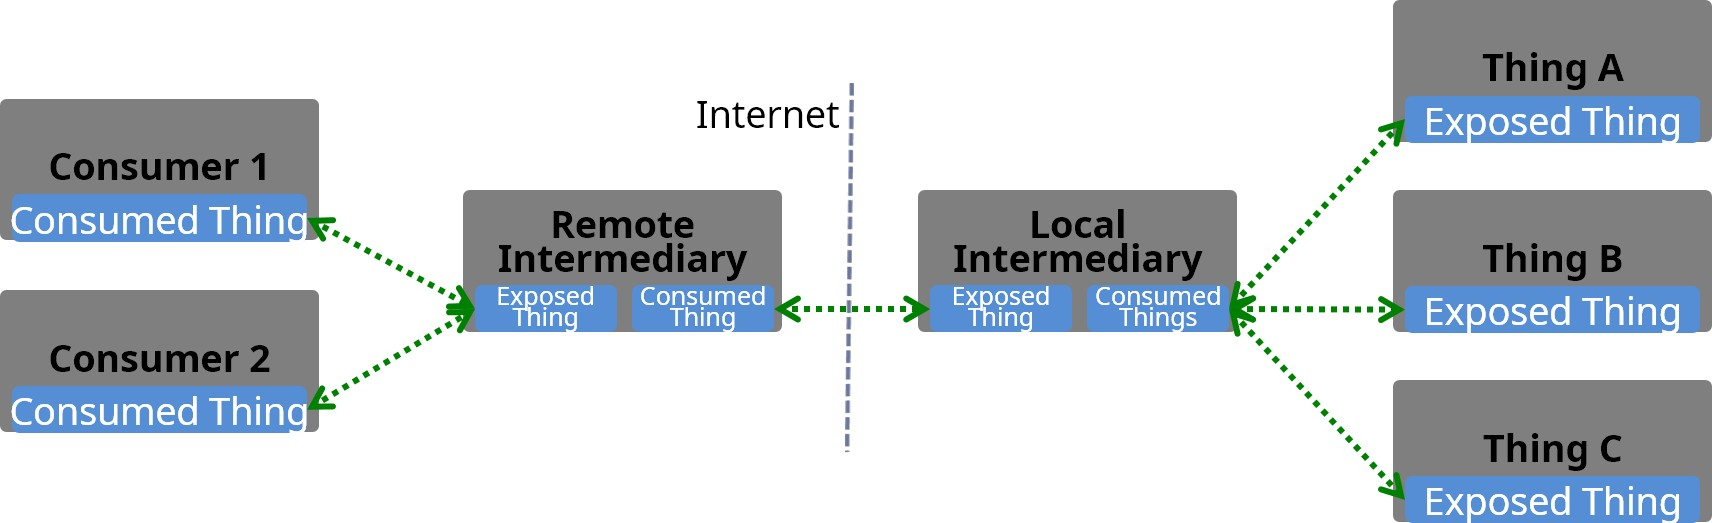 Consumer 1
Consumed Thing
Consumer 2
Consumed Thing
Internet
Remote
Intermediary
Exposed
Thing
Consumed
Thing
Local
Intermediary
Exposed
Thing
Consumed
Things
Thing A
Exposed Thing
Thing B
Exposed Thing
Thing C
Exposed Thing